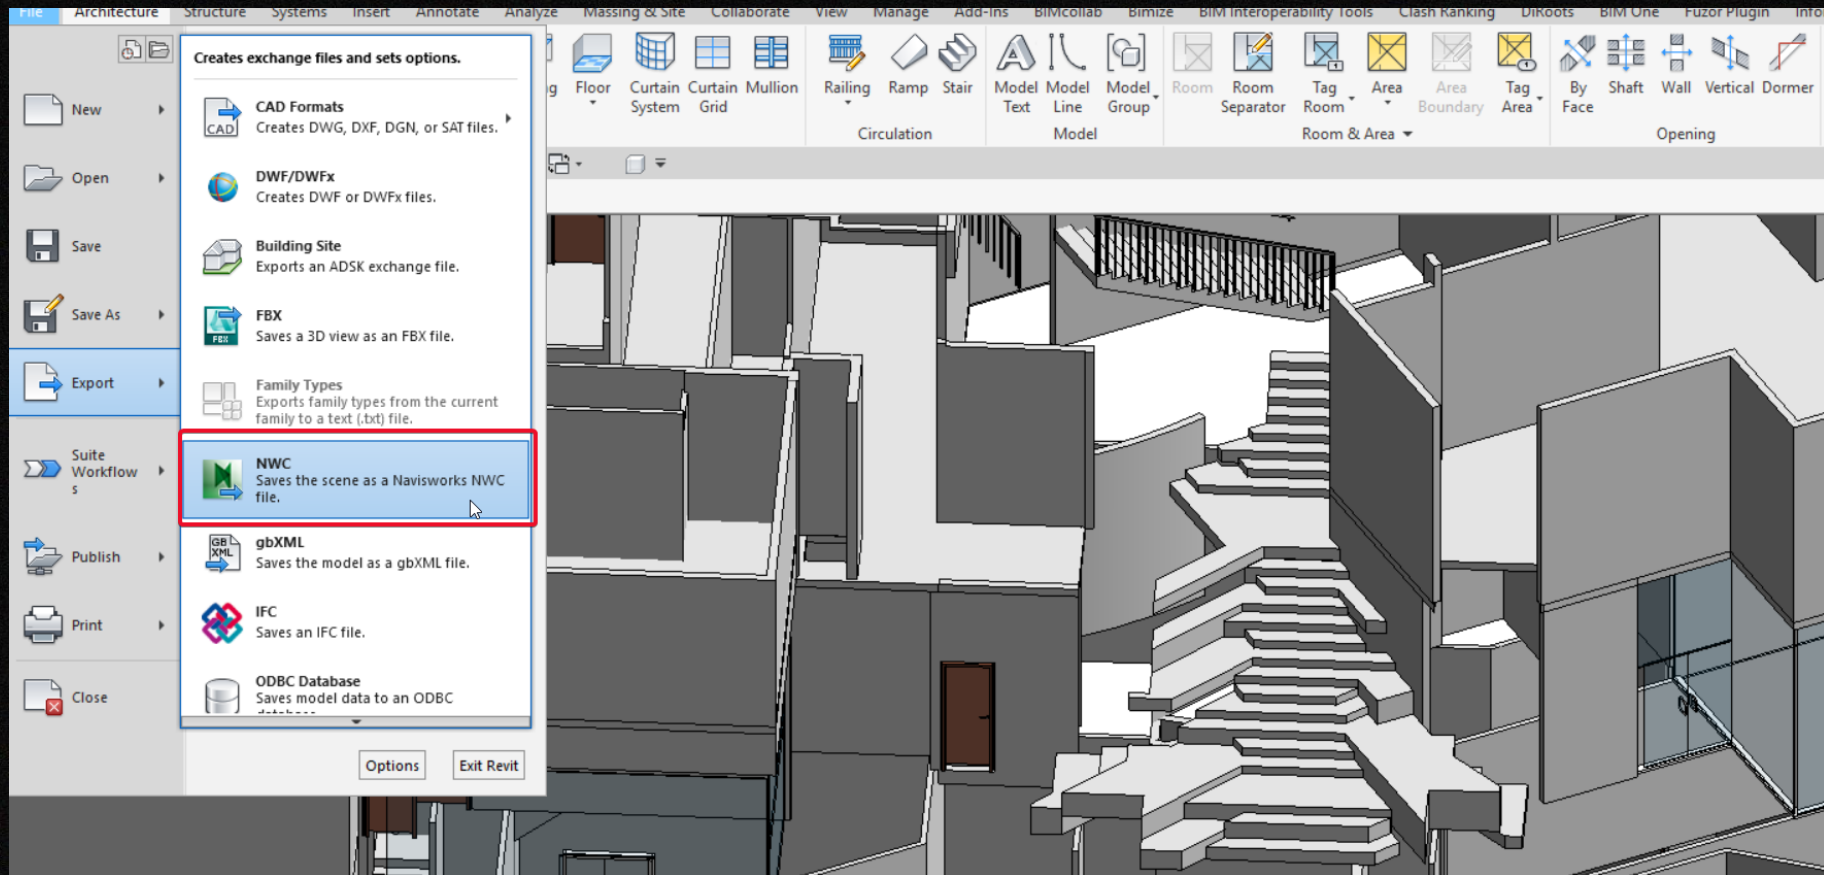 File Architecture Structure Systems Insert Annotate Analyze Massing & Site Collaborate View Manage Add-Ins BIMcollab Bimize BIM Interoperability Tools Clash Ranking DiRoots BIM One Fuzor Plugin
Creates exchange files and sets options.
New
Open
Save
Save As
Export
Suite
Workflow
s
Publish
Print
Close
CAD Formats
Creates DWG, DXF, DGN, or SAT files.
CAD
DWF/DWFx
Creates DWF or DWFx files.
Building Site
Exports an ADSK exchange file.
FBX
Saves a 3D view as an FBX file.
FBX
Family Types
Exports family types from the current
family to a text (.txt) file.
NWC
Saves the scene as a Navisworks NWC
file.
gbXML
Saves the model as a gbXML file.
GB
XML
IFC
Saves an IFC file.
ODBC Database
Saves model data to an ODBC
database.
Options
Exit Revit
Floor
Curtain
System
Curtain
Grid
Mullion
Railing
Ramp
Stair
Circulation
Model
Text
Model
Line
Model
Group
Model
Room
Room
Separator
Tag
Room
Area
Area
Boundary
Tag
Area
Room & Area
By
Face
Shaft
Wall
Vertical
Dormer
Opening